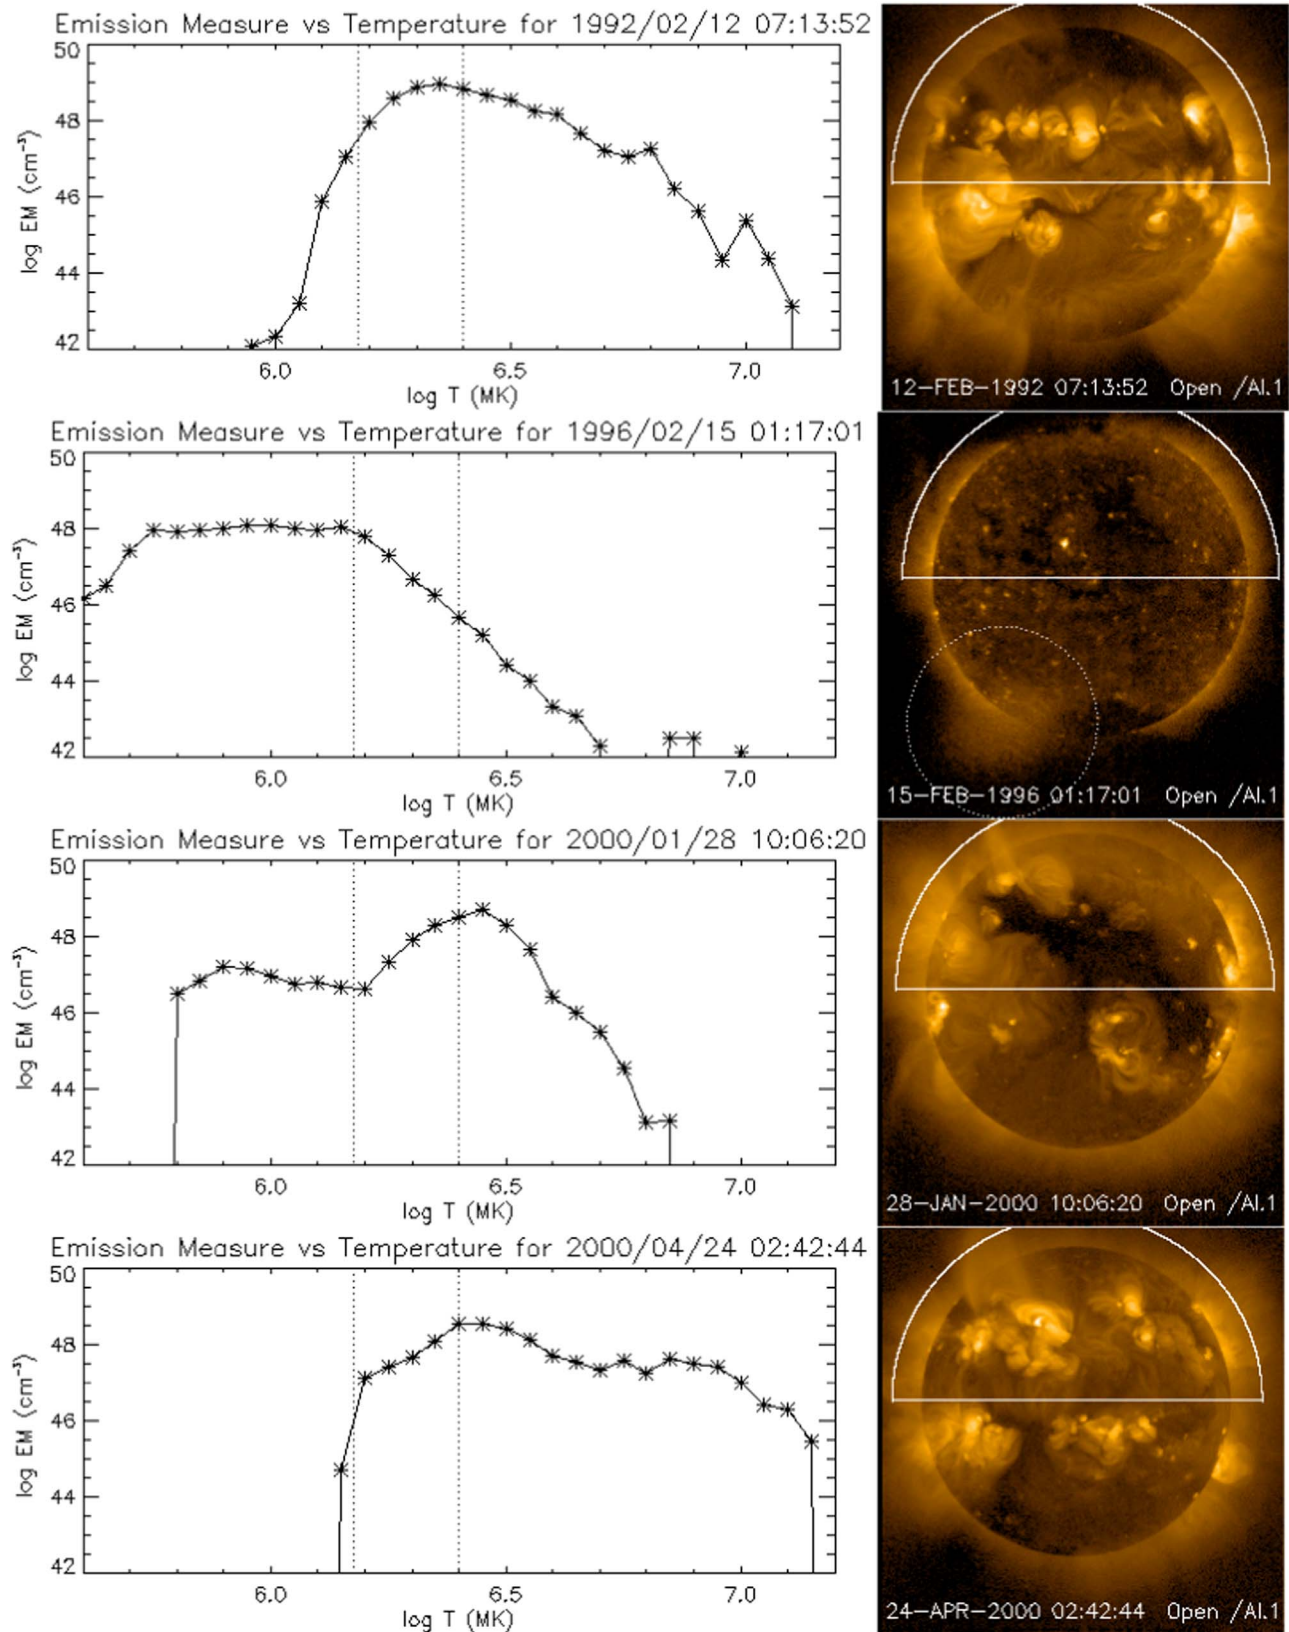 Emission Measure vs Temperature for 1992/02/12 07:13:52
50
48
46
44
42
log EM (cm⁻³)
6.0 6.5 7.0
log T (MK)
12-FEB-1992 07:13:52 Open /Al.1
Emission Measure vs Temperature for 1996/02/15 01:17:01
50
48
46
44
42
log EM (cm⁻³)
6.0 6.5 7.0
log T (MK)
15-FEB-1996 01:17:01 Open /Al.1
Emission Measure vs Temperature for 2000/01/28 10:06:20
50
48
46
44
42
log EM (cm⁻³)
6.0 6.5 7.0
log T (MK)
28-JAN-2000 10:06:20 Open /Al.1
Emission Measure vs Temperature for 2000/04/24 02:42:44
50
48
46
44
42
log EM (cm⁻³)
6.0 6.5 7.0
log T (MK)
24-APR-2000 02:42:44 Open /Al.1